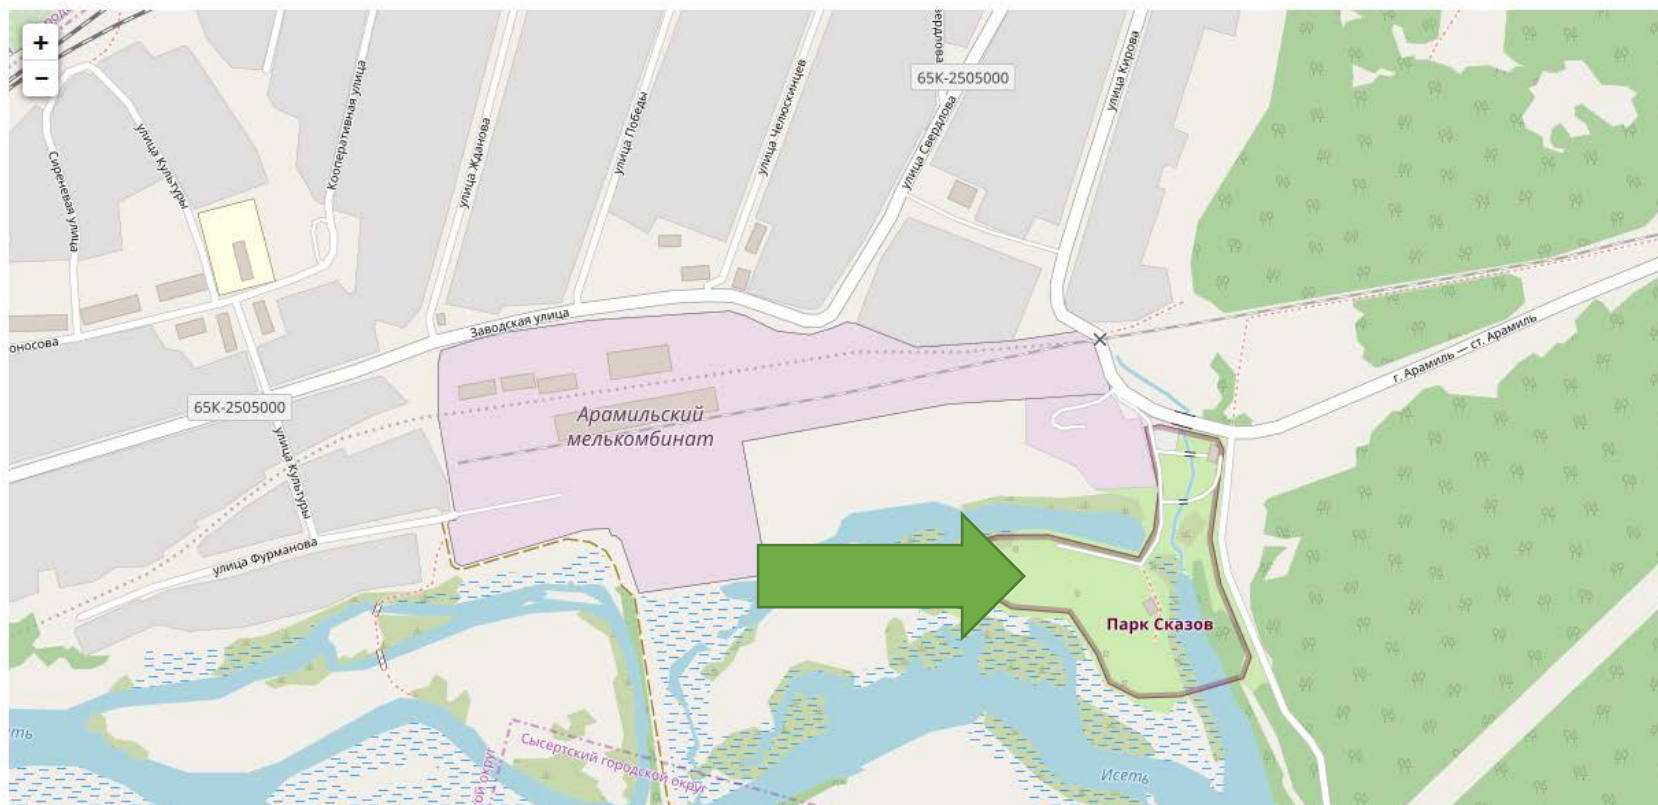 +
−
улица Культуры
Сиреневая улица
Кооперативная улица
улица Жданова
улица Победы
улица Челюскинцев
улица Свердлова
65К-2505000
улица Кирова
Заводская улица
65К-2505000
улица Культуры
улица Фурманова
Арамильский
мелькомбинат
г. Арамиль — ст. Арамиль
Парк Сказов
Сысертский городской округ
Исеть